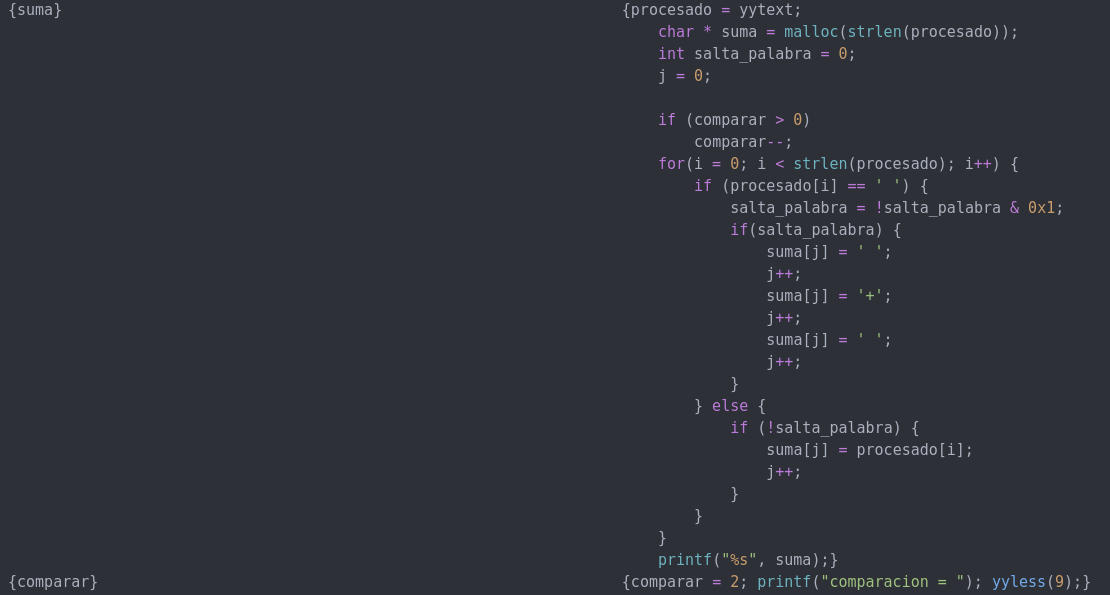 {suma} {procesado = yytext;
char * suma = malloc(strlen(procesado));
int salta_palabra = 0;
j = 0;
if (comparar > 0)
comparar--;
for(i = 0; i < strlen(procesado); i++) {
if (procesado[i] == ' ') {
salta_palabra = !salta_palabra & 0x1;
if(salta_palabra) {
suma[j] = ' ';
j++;
suma[j] = '+';
j++;
suma[j] = ' ';
j++;
}
} else {
if (!salta_palabra) {
suma[j] = procesado[i];
j++;
}
}
}
printf("%s", suma);}
{comparar} {comparar = 2; printf("comparacion = "); yyless(9);}